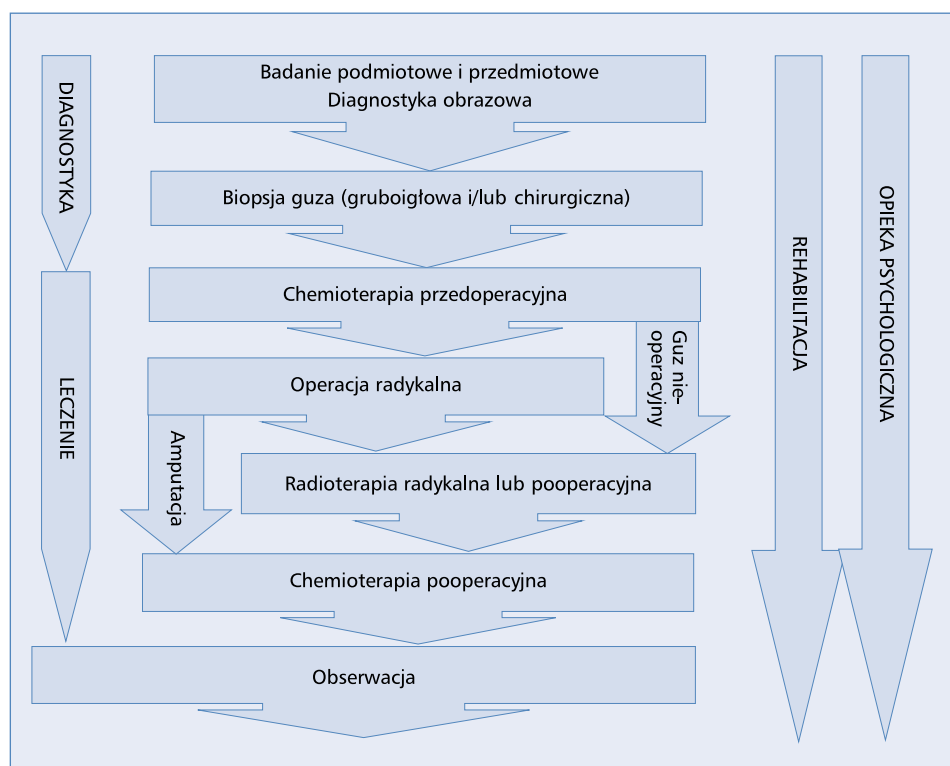 DIAGNOSTYKA
Badanie podmiotowe i przedmiotowe
Diagnostyka obrazowa
Biopsja guza (gruboigłowa i/lub chirurgiczna)
LECZENIE
Chemioterapia przedoperacyjna
Guz nie-
operacyjny
Operacja radykalna
Amputacja
Radioterapia radykalna lub pooperacyjna
Chemioterapia pooperacyjna
Obserwacja
REHABILITACJA
OPIEKA PSYCHOLOGICZNA